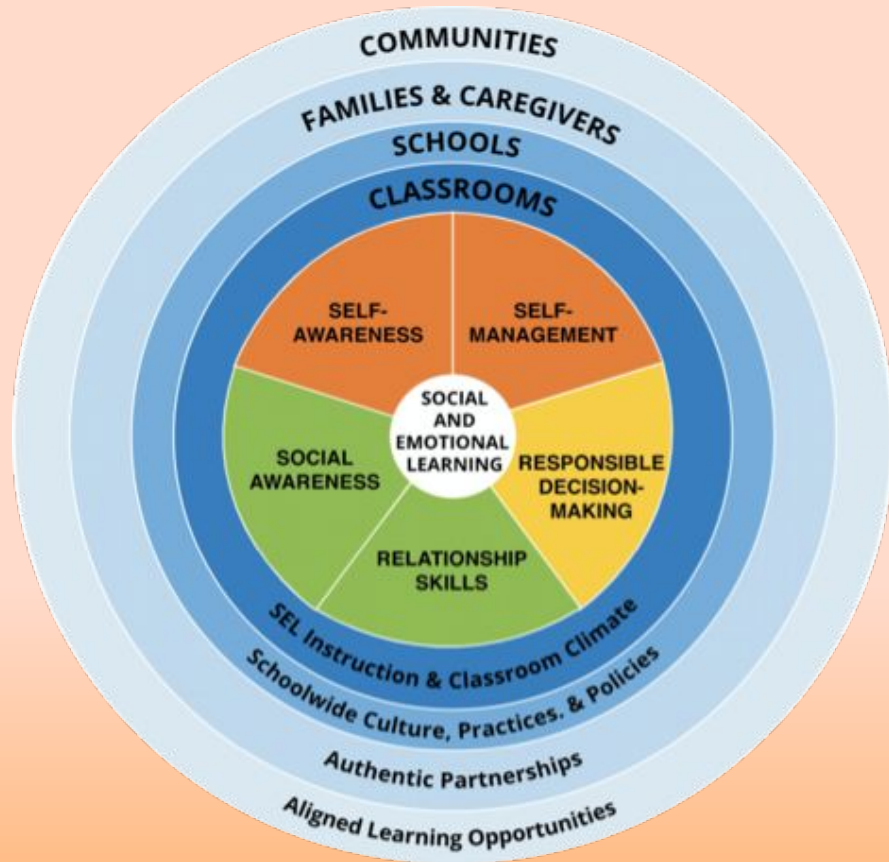 COMMUNITIES
FAMILIES & CAREGIVERS
SCHOOLS
CLASSROOMS
SELF-
AWARENESS
SELF-
MANAGEMENT
SOCIAL
AND
EMOTIONAL
LEARNING
SOCIAL
AWARENESS
RESPONSIBLE
DECISION-
MAKING
RELATIONSHIP
SKILLS
SEL Instruction & Classroom Climate
Schoolwide Culture, Practices. & Policies
Authentic Partnerships
Aligned Learning Opportunities